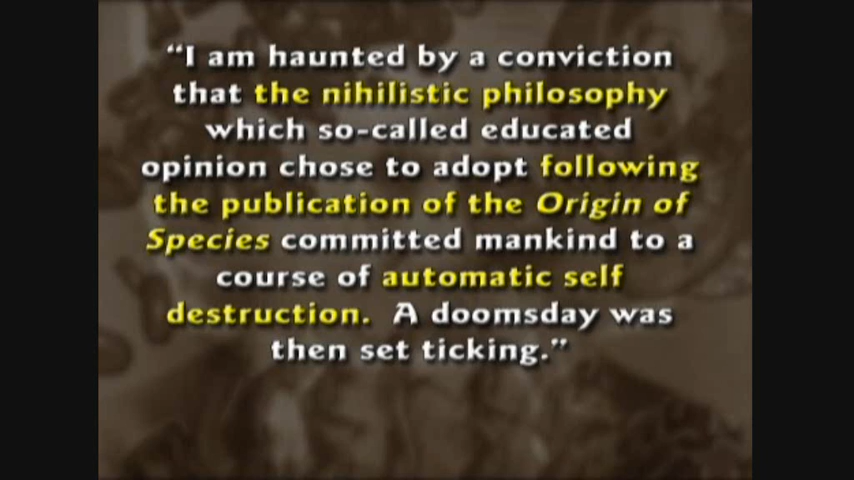 “I am haunted by a conviction
that the nihilistic philosophy
which so-called educated
opinion chose to adopt following
the publication of the Origin of
Species committed mankind to a
course of automatic self
destruction. A doomsday was
then set ticking.”